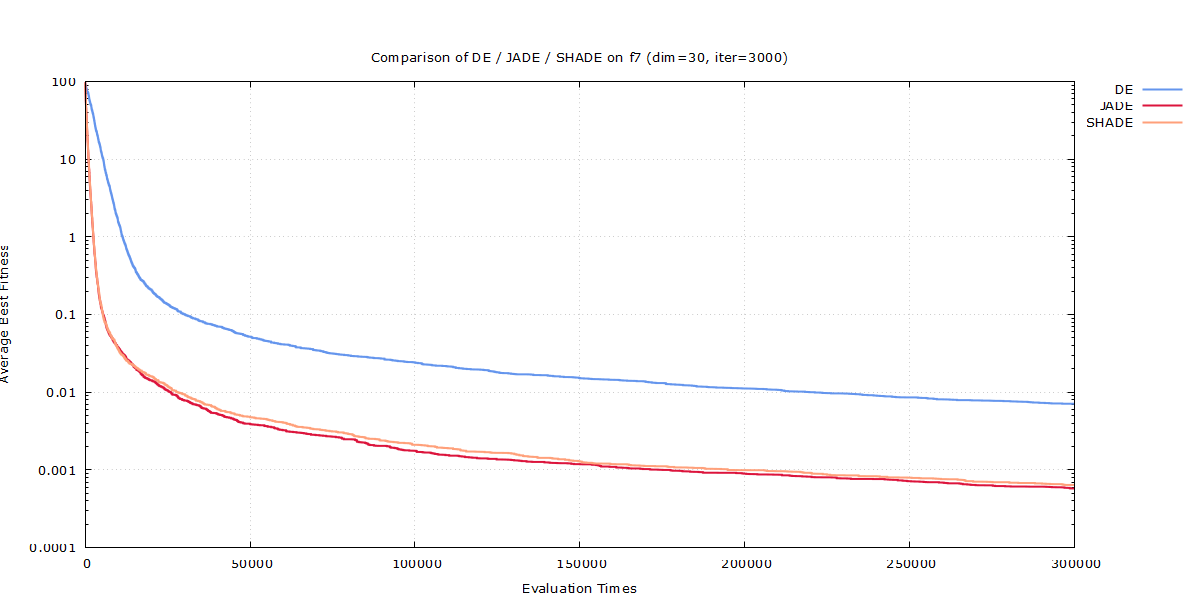 Comparison of DE / JADE / SHADE on f7 (dim=30, iter=3000)
DE
JADE
SHADE
100
10
1
0.1
0.01
0.001
0.0001
Average Best Fitness
0
50000
100000
150000
200000
250000
300000
Evaluation Times